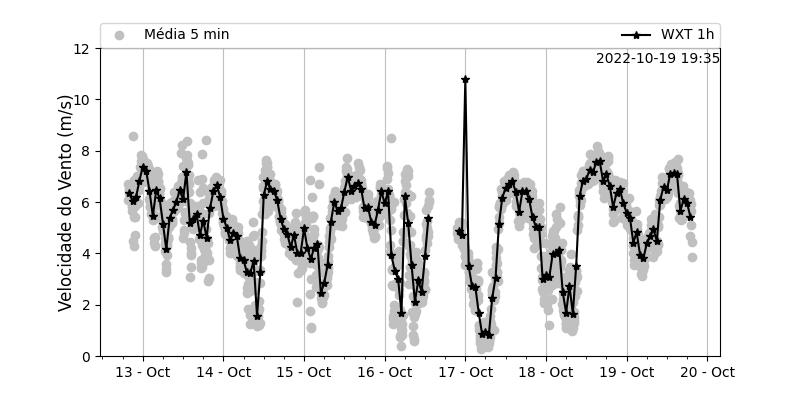 Média 5 min
WXT 1h
2022-10-19 19:35
Velocidade do Vento (m/s)
12
10
8
6
4
2
0
13 - Oct
14 - Oct
15 - Oct
16 - Oct
17 - Oct
18 - Oct
19 - Oct
20 - Oct